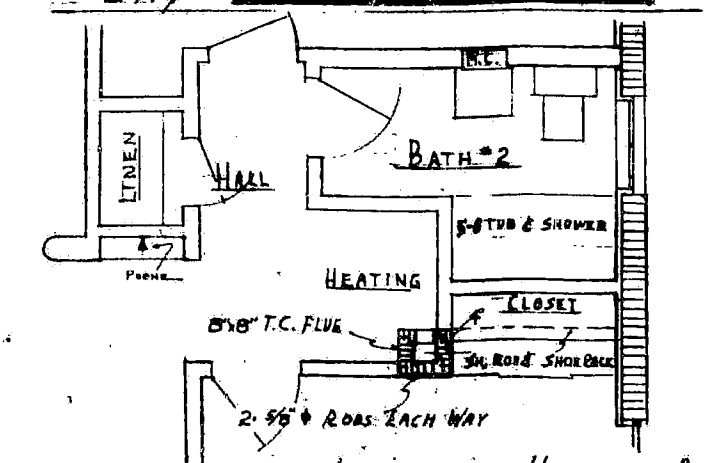 M.C.
LINEN
HALL
BATH #2
5-0 TUB & SHOWER
PHONE
HEATING
CLOSET
8"x8" T.C. FLUE
SH, ROD & SHOE RACK
2- 5/8" ϕ RODS EACH WAY